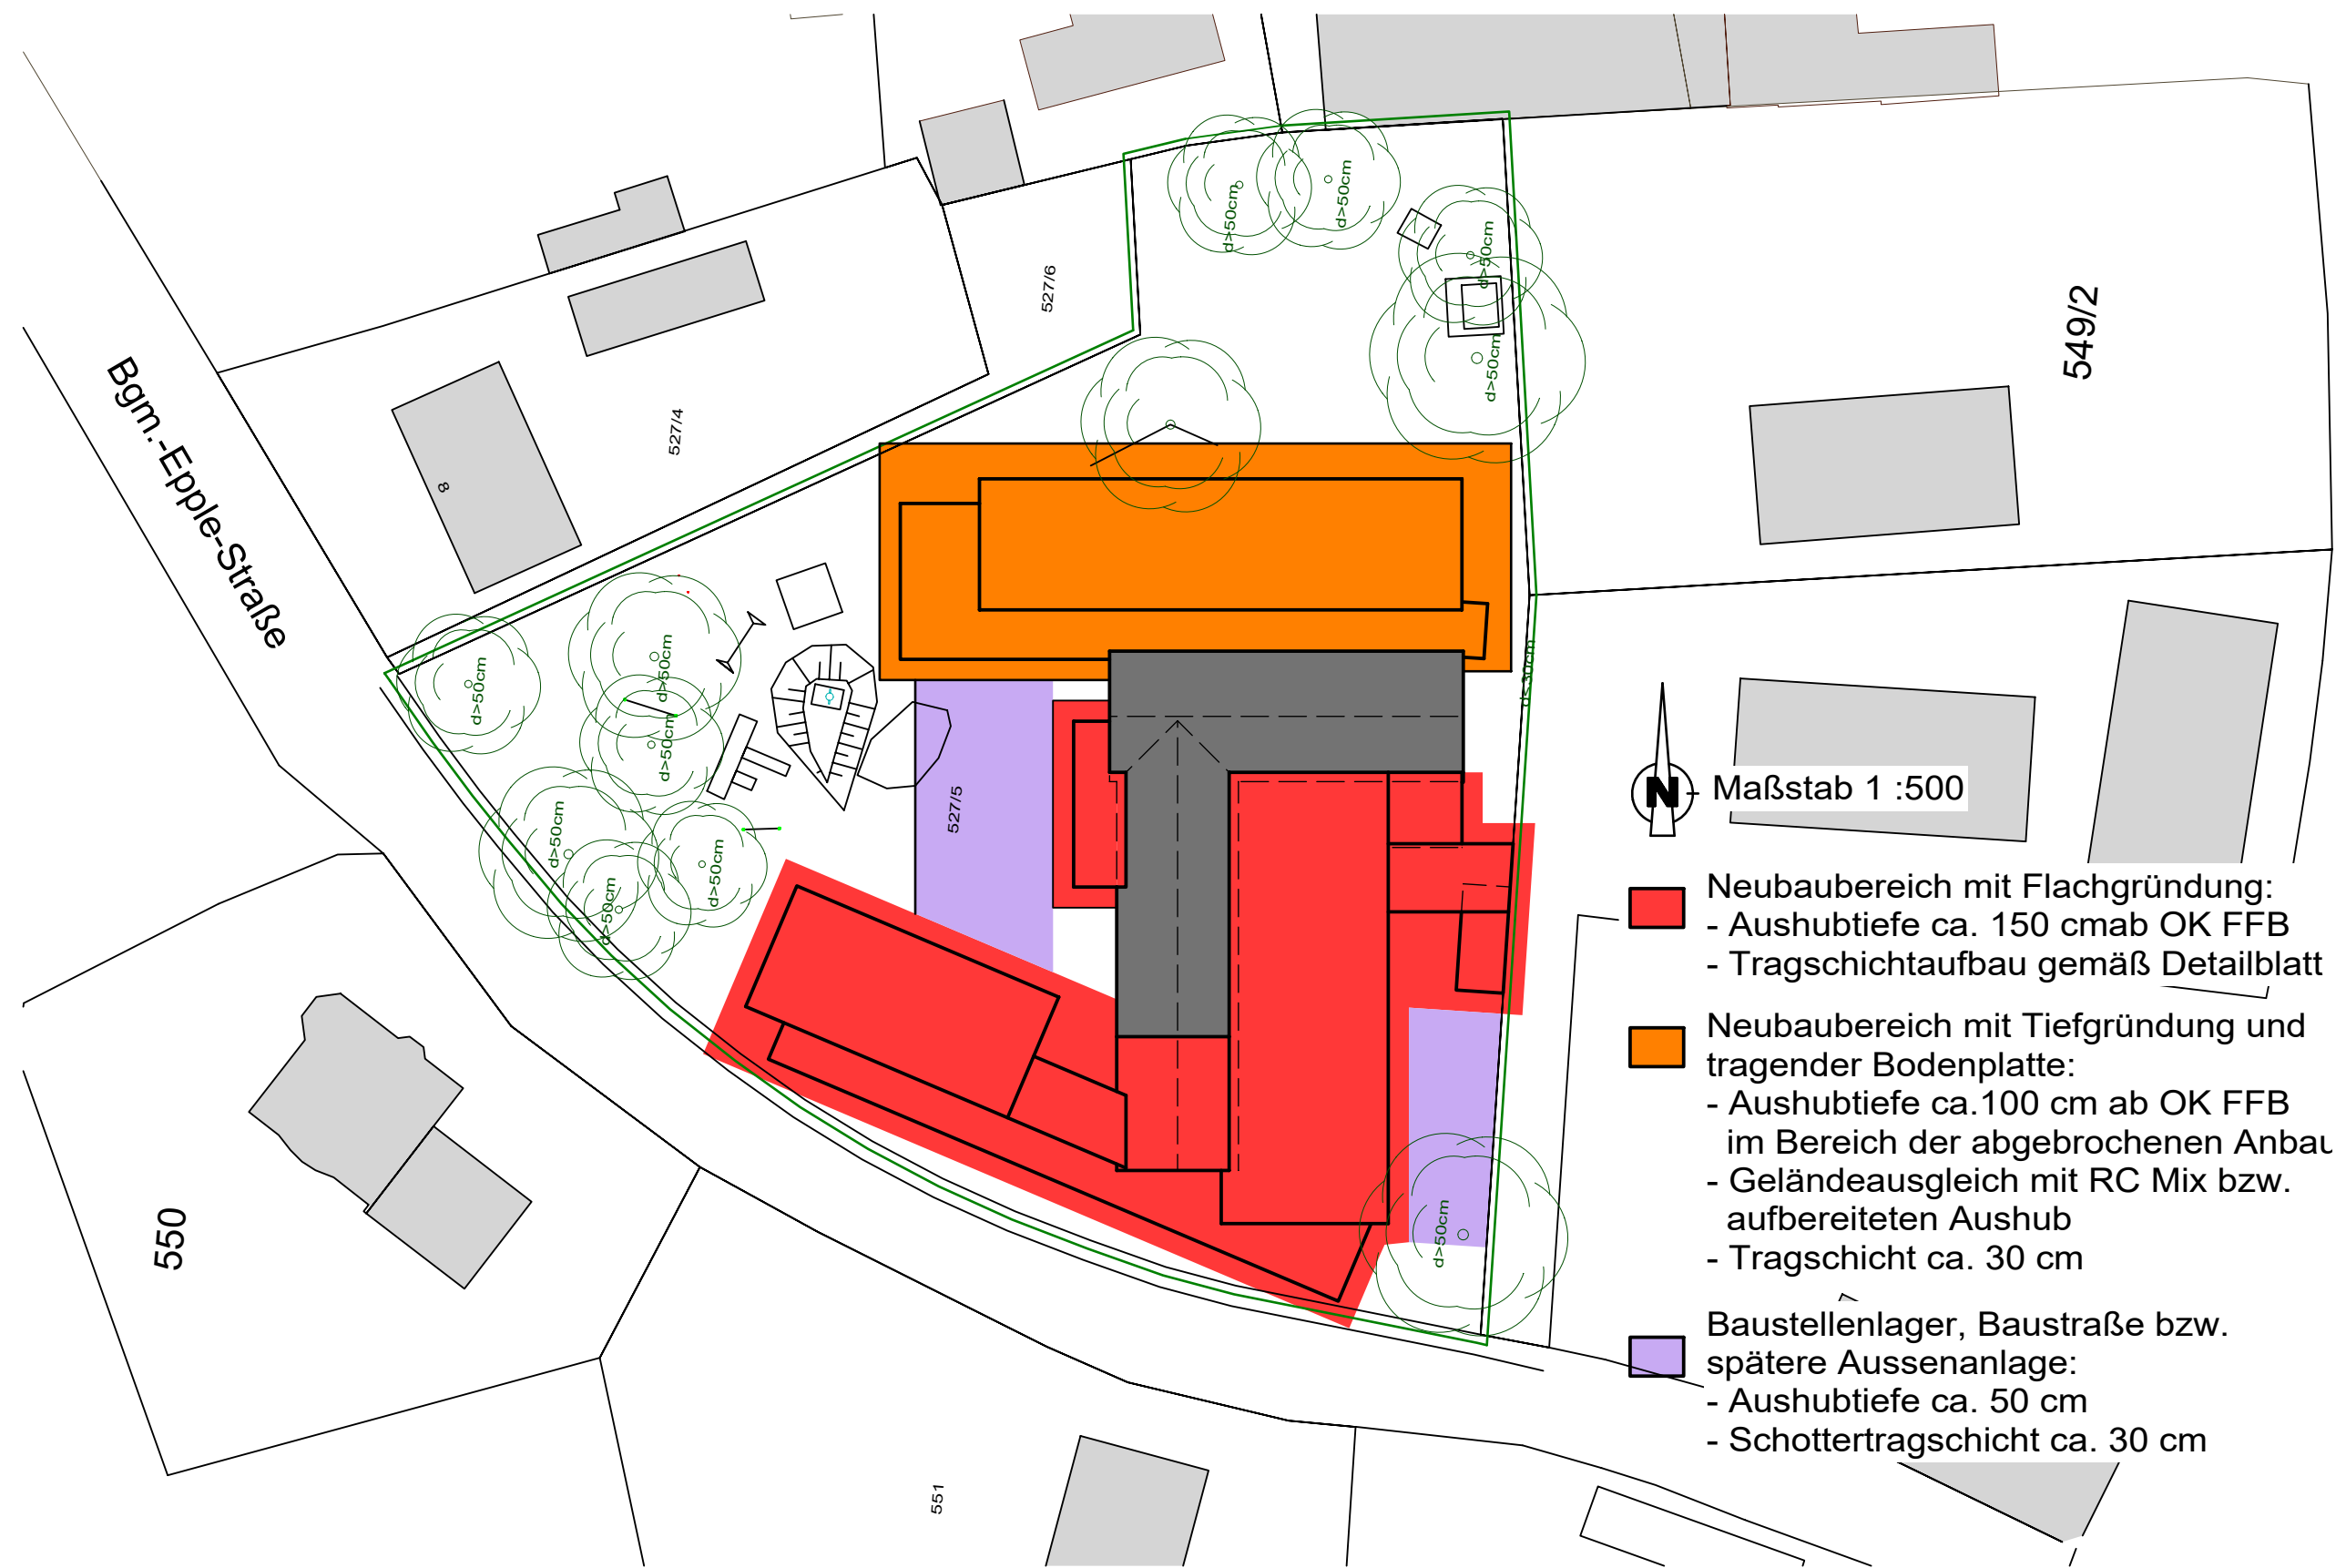 d>50cm
d>50cm
d>50cm
d>50cm
527/6
549/2
Bgm.-Epple-Straße
527/4
8
d>50cm
d>50cm
d>50cm
d≤30cm
527/5
d>50cm
d>50cm
d>50cm
d>50cm
550
551
N
Maßstab 1 :500
Neubaubereich mit Flachgründung:
- Aushubtiefe ca. 150 cmab OK FFB
- Tragschichtaufbau gemäß Detailblatt
Neubaubereich mit Tiefgründung und
tragender Bodenplatte:
- Aushubtiefe ca.100 cm ab OK FFB
im Bereich der abgebrochenen Anbau
- Geländeausgleich mit RC Mix bzw.
aufbereiteten Aushub
- Tragschicht ca. 30 cm
Baustellenlager, Baustraße bzw.
spätere Aussenanlage:
- Aushubtiefe ca. 50 cm
- Schottertragschicht ca. 30 cm